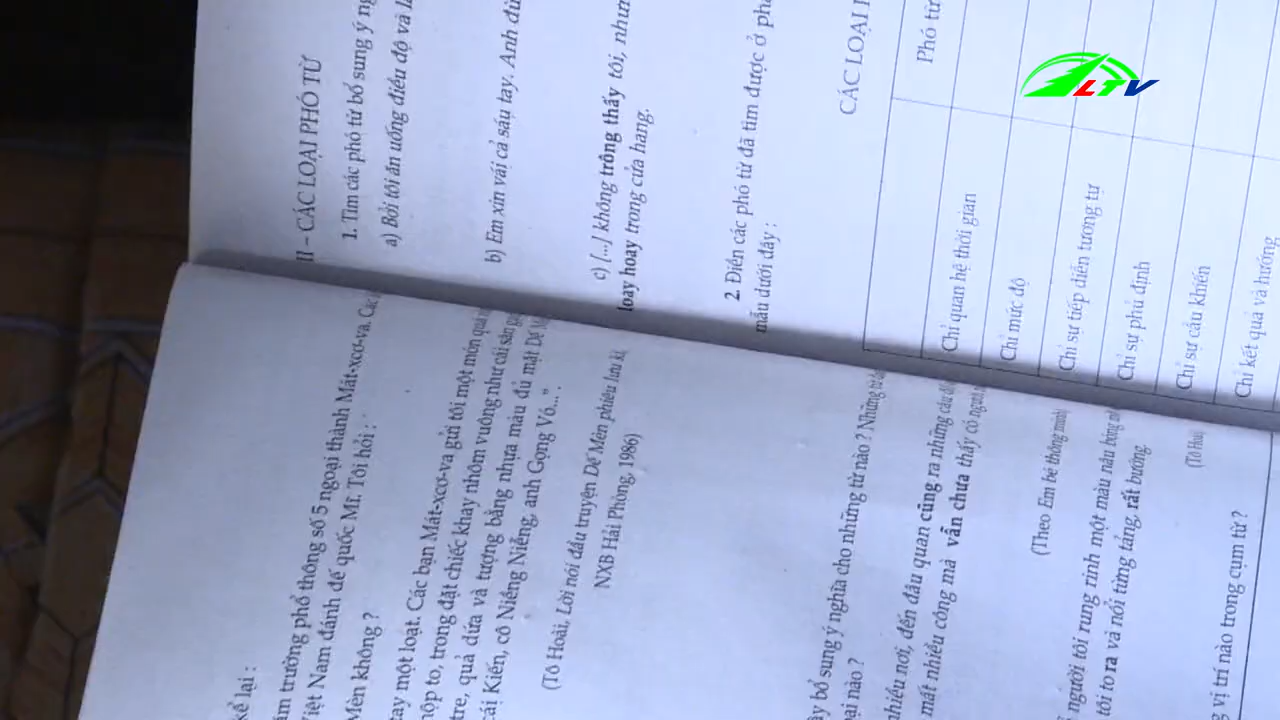 kể lại :
trường phổ thông số 5 ngoại thành Mát-xcơ-va. Các
Việt Nam đánh đế quốc Mĩ. Tôi hỏi :
Mèn không ?
tay một loạt. Các bạn Mát-xcơ-va gửi tôi một món quà
hộp to, trong đặt chiếc khay nhôm vuông như cái sân
tre, quả dứa và tượng bằng nhựa màu đủ mặt Dế
cái Kiến, cô Niềng Niễng, anh Gọng Vó..."
(Tô Hoài, Lời nói đầu truyện Dế Mèn phiêu lưu kí,
NXB Hải Phòng, 1986)
bổ sung ý nghĩa cho những từ nào ? Những từ
loại nào ?
nhiều nơi, đến đâu quan cũng ra những câu
mất nhiều công mà vẫn chưa thấy có người
(Theo Em bé thông minh)
người tôi rung rinh một màu nâu bóng
tôi to ra và nổi từng tảng, rất bướng.
(Tô Hoài
vị trí nào trong cụm từ ?
II – CÁC LOẠI PHÓ TỪ
1. Tìm các phó từ bổ sung ý
a) Bởi tôi ăn uống điều độ và
b) Em xin vái cả sáu tay. Anh
c) [...] không trông thấy tôi,
loay hoay trong cửa hang.
2. Điền các phó từ đã tìm được ở
mẫu dưới đây :
CÁC LOẠI
Phó từ
Chỉ quan hệ thời gian
Chỉ mức độ
Chỉ sự tiếp diễn tương tự
Chỉ sự phủ định
Chỉ sự cầu khiến
Chỉ kết quả và hướng
LTV